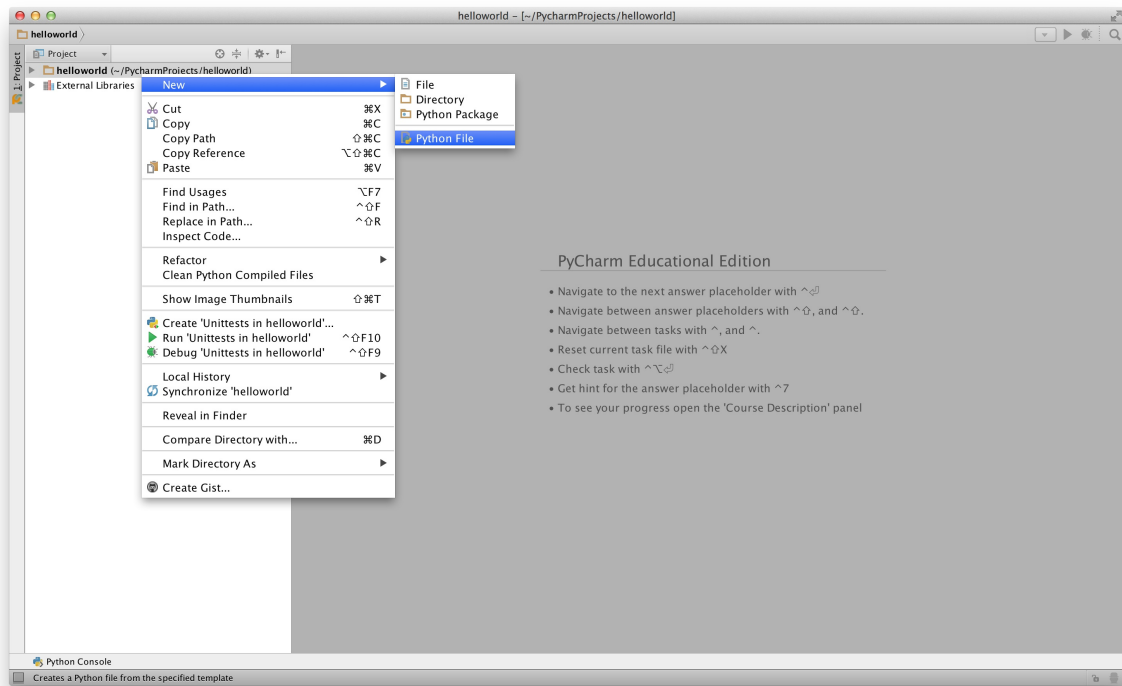 helloworld – [~/PycharmProjects/helloworld]
helloworld
1: Project
Project
helloworld (~/PycharmProjects/helloworld)
External Libraries
New
Cut ⌘X
Copy ⌘C
Copy Path ⇧⌘C
Copy Reference ⌥⇧⌘C
Paste ⌘V
Find Usages ⌥F7
Find in Path... ^⇧F
Replace in Path... ^⇧R
Inspect Code...
Refactor
Clean Python Compiled Files
Show Image Thumbnails ⇧⌘T
Create 'Unittests in helloworld'...
Run 'Unittests in helloworld' ^⇧F10
Debug 'Unittests in helloworld' ^⇧F9
Local History
Synchronize 'helloworld'
Reveal in Finder
Compare Directory with... ⌘D
Mark Directory As
Create Gist...
File
Directory
Python Package
Python File
PyCharm Educational Edition
• Navigate to the next answer placeholder with ^⏎
• Navigate between answer placeholders with ^⇧, and ^⇧.
• Navigate between tasks with ^, and ^.
• Reset current task file with ^⇧X
• Check task with ^⌥⏎
• Get hint for the answer placeholder with ^7
• To see your progress open the 'Course Description' panel
Python Console
Creates a Python file from the specified template